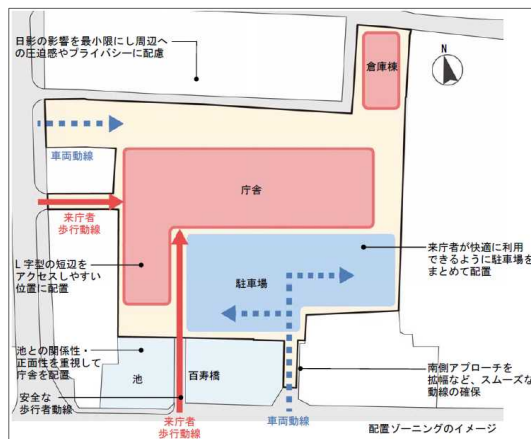 日影の影響を最小限にし周辺へ
の圧迫感やプライバシーに配慮
倉庫棟
N
車両動線
庁舎
来庁者
歩行動線
L字型の短辺を
アクセスしやすい
位置に配置
駐車場
来庁者が快適に利用
できるように駐車場を
まとめて配置
池との関係性・
正面性を重視して
庁舎を配置
池
百寿橋
安全な
歩行者動線
南側アプローチを
拡幅など、スムーズな
動線の確保
来庁者
歩行動線
車両動線
配置ゾーニングのイメージ